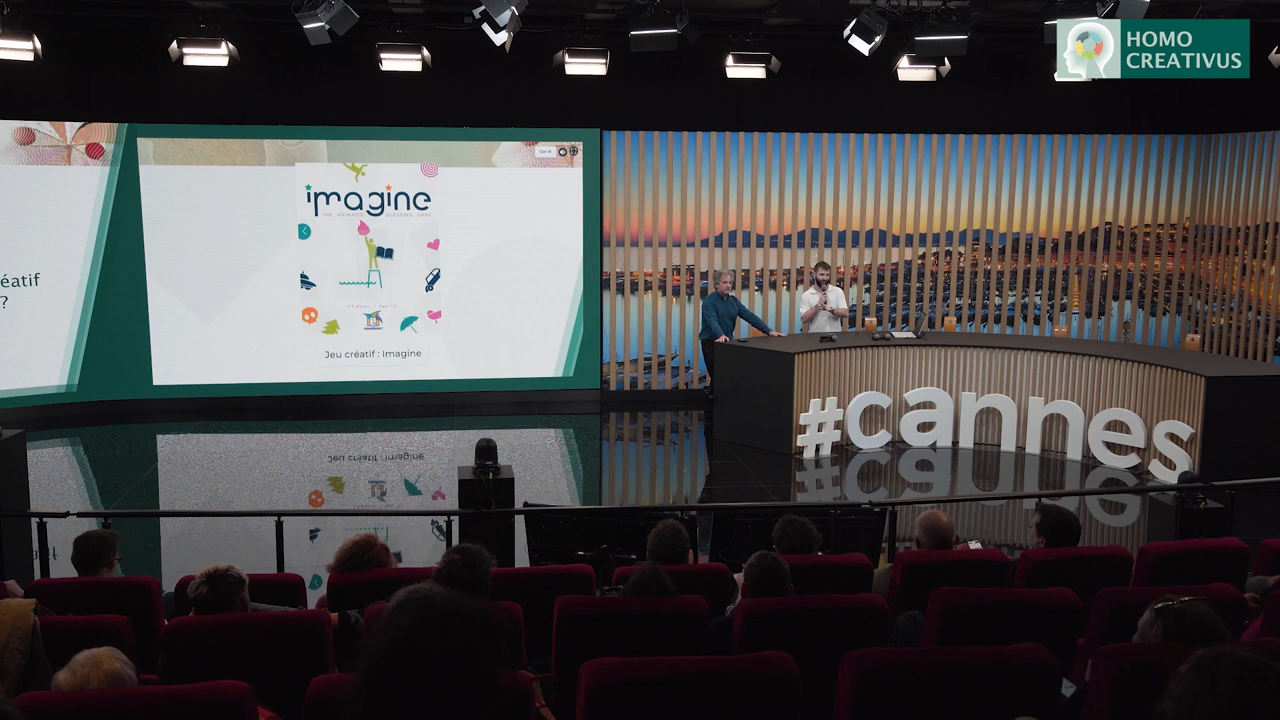 HOMO
CREATIVUS
imagine
THE ANIMATED GUESSING GAME
Jeu créatif : Imagine
éatif
?
#cannes